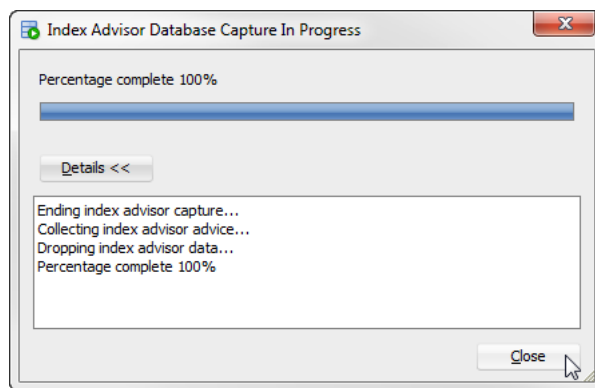 Index Advisor Database Capture In Progress
Percentage complete 100%
Details <<
Ending index advisor capture...
Collecting index advisor advice...
Dropping index advisor data...
Percentage complete 100%
Close